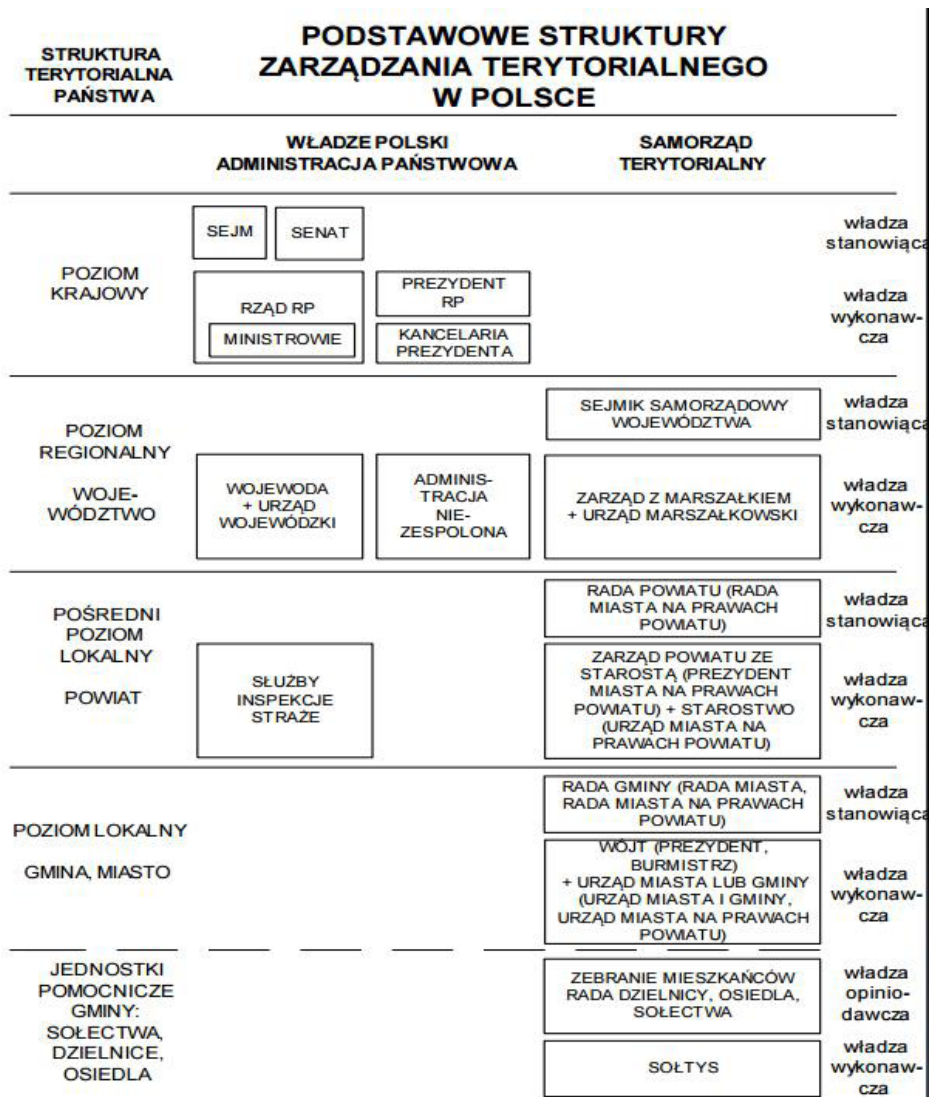 STRUKTURA
TERYTORIALNA
PAŃSTWA
PODSTAWOWE STRUKTURY
ZARZĄDZANIA TERYTORIALNEGO
W POLSCE
WŁADZE POLSKI
ADMINISTRACJA PAŃSTWOWA
SAMORZĄD
TERYTORIALNY
POZIOM
KRAJOWY
SEJM
SENAT
władza
stanowiąca
RZĄD RP
MINISTROWIE
PREZYDENT
RP
KANCELARIA
PREZYDENTA
władza
wykonaw-
cza
POZIOM
REGIONALNY
WOJE-
WÓDZTWO
SEJMIK SAMORZĄDOWY
WOJEWÓDZTWA
władza
stanowiąca
WOJEWODA
+ URZĄD
WOJEWÓDZKI
ADMINIS-
TRACJA
NIE-
ZESPOLONA
ZARZĄD Z MARSZAŁKIEM
+ URZĄD MARSZAŁKOWSKI
władza
wykonaw-
cza
POŚREDNI
POZIOM
LOKALNY
POWIAT
RADA POWIATU (RADA
MIASTA NA PRAWACH
POWIATU)
władza
stanowiąca
SŁUŻBY
INSPEKCJE
STRAŻE
ZARZĄD POWIATU ZE
STAROSTĄ (PREZYDENT
MIASTA NA PRAWACH
POWIATU) + STAROSTWO
(URZĄD MIASTA NA
PRAWACH POWIATU)
władza
wykonaw-
cza
POZIOM LOKALNY
GMINA, MIASTO
RADA GMINY (RADA MIASTA,
RADA MIASTA NA PRAWACH
POWIATU)
władza
stanowiąca
WÓJT (PREZYDENT,
BURMISTRZ)
+ URZĄD MIASTA LUB GMINY
(URZĄD MIASTA I GMINY,
URZĄD MIASTA NA PRAWACH
POWIATU)
władza
wykonaw-
cza
JEDNOSTKI
POMOCNICZE
GMINY:
SOŁECTWA,
DZIELNICE,
OSIEDLA
ZEBRANIE MIESZKAŃCÓW
RADA DZIELNICY, OSIEDLA,
SOŁECTWA
władza
opinio-
dawcza
SOŁTYS
władza
wykonaw-
cza